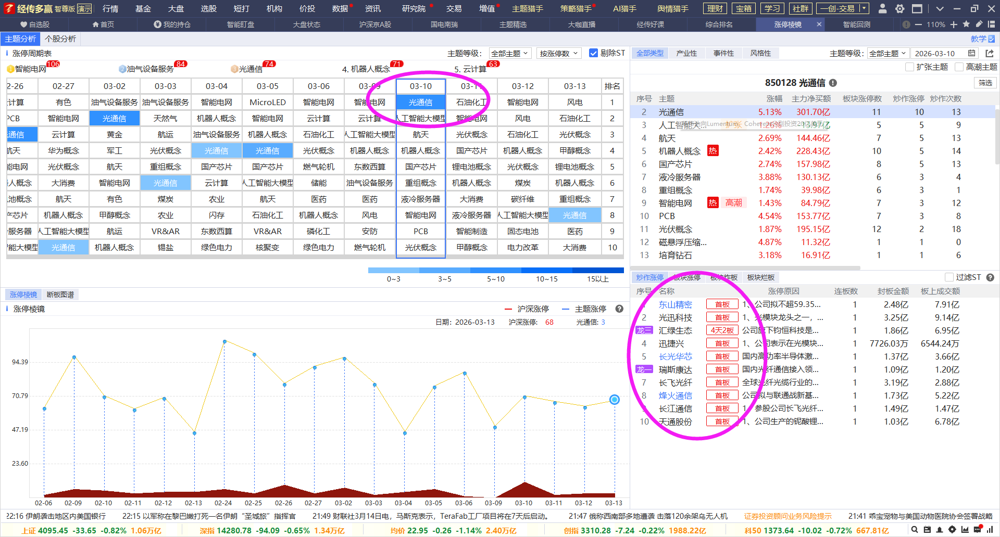 经传多赢 智尊版 演示 行情 基金 大盘 选股 短打 机构 价投 数据 资讯 研究院 交易 增值 主题猎手 策略猎手 AI猎手 舆情猎手 理财 宝箱 学习 社群 一创-交易
自选股 首页 我的持仓 智能盯盘 大盘状态 沪深京A股 国电南瑞 主题精选 大咖直播 经传好课 综合排名 涨停棱镜 智能回测 110%
主题分析 个股分析 教学
涨停周期表 主题等级: 全部主题 按涨停数 剔除ST
1 智能电网 106 2 油气设备服务 84 3 光通信 74 4. 机器人概念 71 5. 云计算 63
2-26 02-27 03-02 03-03 03-04 03-05 03-06 03-09 03-10 03-11 03-12 03-13 排名
计算 有色 油气设备服务 油气设备服务 智能电网 MicroLED 智能电网 智能电网 光通信 石油化工 智能电网 风电 1
PCB 智能电网 光通信 天然气 机器人概念 智能电网 云计算 云计算 人工智能大模型 智能电网 风电 石油化工 2
通信 云计算 黄金 航运 油气设备服务 机器人概念 石油化工 人工智能大模型 航天 光伏概念 石油化工 光伏概念 3
航天 华为概念 军工 光伏概念 光通信 光通信 光伏概念 机器人概念 机器人概念 国产芯片 机器人概念 甲醇概念 4
能电网 光伏概念 航天 重组概念 国产芯片 国产芯片 燃气轮机 东数西算 国产芯片 锂电池概念 光伏概念 锂电池概念 5
人概念 大消费 智能电网 光通信 云计算 人工智能大模型 储能 油气设备服务 重组概念 机器人概念 煤炭 机器人概念 6
池概念 航天 有色 煤炭 农业 航天 医药 医药 液冷服务器 大消费 碳纤维 重组概念 7
芯片 机器人概念 甲醇概念 农业 闪存 石油化工 机器人概念 风电 智能电网 液冷服务器 人工智能大模型 光通信 8
服务器 人工智能大模型 航运 VR&AR 东数西算 VR&AR 磷化工 安防 PCB 智能制造 固态电池 医药 9
智能大模型 光通信 机器人概念 锡盐 绿色电力 核聚变 绿色电力 燃气轮机 光伏概念 甲醇概念 电力改革 大消费 10
0~3 3~5 5~10 10~15 15以上
涨停棱镜 断板图谱
涨停棱镜 沪深涨停 主题涨停
日期: 2026-03-13 沪深涨停: 68 光通信: 3
94.39
70.79
47.19
23.60
02-06 02-09 02-10 02-11 02-12 02-13 02-24 02-25 02-26 02-27 03-02 03-03 03-04 03-05 03-06 03-09 03-10 03-11 03-12 03-13
全部类型 产业性 事件性 风格性 主题等级: 全部主题 2026-03-10
扩张主题 高潮主题
850128 光通信 筛选
序号 主题 涨幅 主力净买额 板块涨停数 炒作涨停 炒作次数
2 光通信 5.13% 301.70亿 11 10 13
3 人工智能大... 扩张 1.26% 13.97亿 5 5 9
4 航天 2.69% 144.46亿 7 5 13
5 机器人概念 热 2.42% 228.43亿 10 5 14
6 国产芯片 2.74% 157.98亿 8 5 13
7 液冷服务器 3.88% 130.13亿 6 3 4
8 重组概念 1.74% 39.98亿 6 3 1
9 智能电网 热 高潮 1.43% 84.79亿 7 3 12
10 PCB 4.54% 153.77亿 7 3 8
11 光伏概念 1.87% 195.15亿 12 2 18
12 磁悬浮压缩... 4.87% 11.32亿 1 1 0
13 培育钻石 3.18% 16.91亿 1 1 6
炒作涨停 板块涨停 板块炸板 板块烂板 过滤ST
序号 名称 涨停原因 连板数 封板金额 板上成交额
东山精密 首板 1、公司拟不超59.35... 1 2.48亿 7.91亿
2 光迅科技 首板 1、光模块龙头之一，... 1 3.25亿 9.14亿
龙三 汇绿生态 4天2板 公司旗下钧恒科技是... 1 1.86亿 6.95亿
4 迅捷兴 首板 1、公司表示在光模块... 1 7726.03万 6544.24万
5 长光华芯 首板 国内高功率半导体激... 1 1.37亿 3.66亿
龙一 瑞斯康达 首板 国内光纤通信接入领... 1 1.09亿 1.20亿
7 长飞光纤 首板 全球光纤光缆行业的... 1 3.19亿 2.88亿
8 烽火通信 首板 公司拟与联通战新基... 1 1.73亿 5.22亿
9 长江通信 首板 1、参股公司长飞光纤... 1 1.49亿 1.47亿
10 天通股份 首板 1、公司生产的铌酸锂... 1 1.03亿 6.78亿
22:16 伊朗袭击地区内美国银行 22:15 以军称在黎巴嫩打死一名伊朗“圣城旅”指挥官 21:49 财联社3月14日电，马斯克表示，TeraFab工厂项目将在7天后启动。 21:47 俄称西南部多地遭袭 击落120余架乌无人机 证券投资顾问业务风险提示 21:41 乖宝宠物与美国动物医院协会签署战略
上证 4095.45 -33.65 -0.82% 1.06万亿 深指 14280.78 -94.09 -0.65% 1.34万亿 均价 22.95 -0.26 -1.14% 2.40万亿 创指 3310.28 -7.24 -0.22% 1988.22亿 科50 1373.64 -10.02 -0.72% 667.81亿